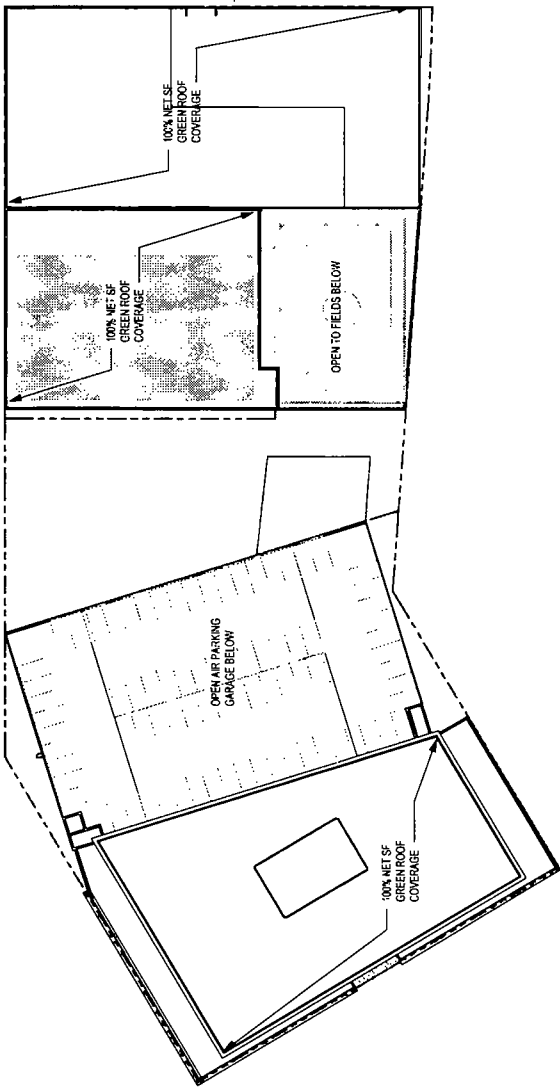 100% NET SF
GREEN ROOF
COVERAGE
100% NET SF
GREEN ROOF
COVERAGE
OPEN TO FIELDS BELOW
OPEN AIR PARKING
GARAGE BELOW
100% NET SF
GREEN ROOF
COVERAGE